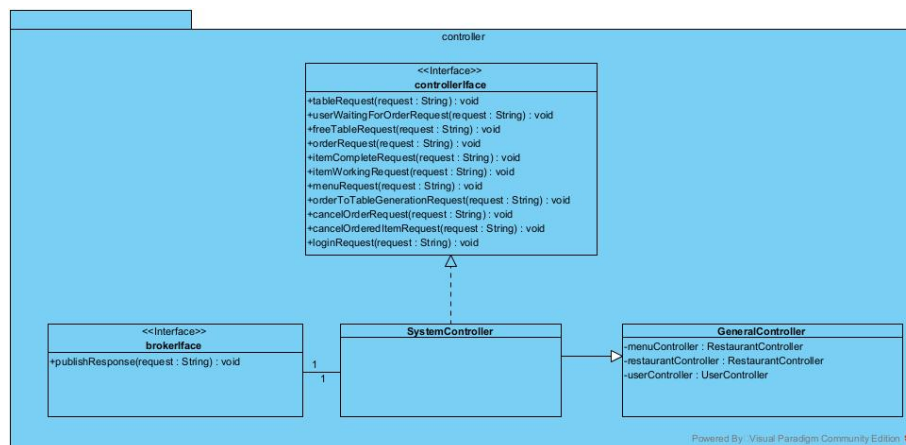 controller
<<Interface>>
controllerIface
+tableRequest(request : String) : void
+userWaitingForOrderRequest(request : String) : void
+freeTableRequest(request : String) : void
+orderRequest(request : String) : void
+itemCompleteRequest(request : String) : void
+itemWorkingRequest(request : String) : void
+menuRequest(request : String) : void
+orderToTableGenerationRequest(request : String) : void
+cancelOrderRequest(request : String) : void
+cancelOrderedItemRequest(request : String) : void
+loginRequest(request : String) : void
<<Interface>>
brokerIface
+publishResponse(request : String) : void
1
1
SystemController
GeneralController
-menuController : RestaurantController
-restaurantController : RestaurantController
-userController : UserController
Powered By Visual Paradigm Community Edition